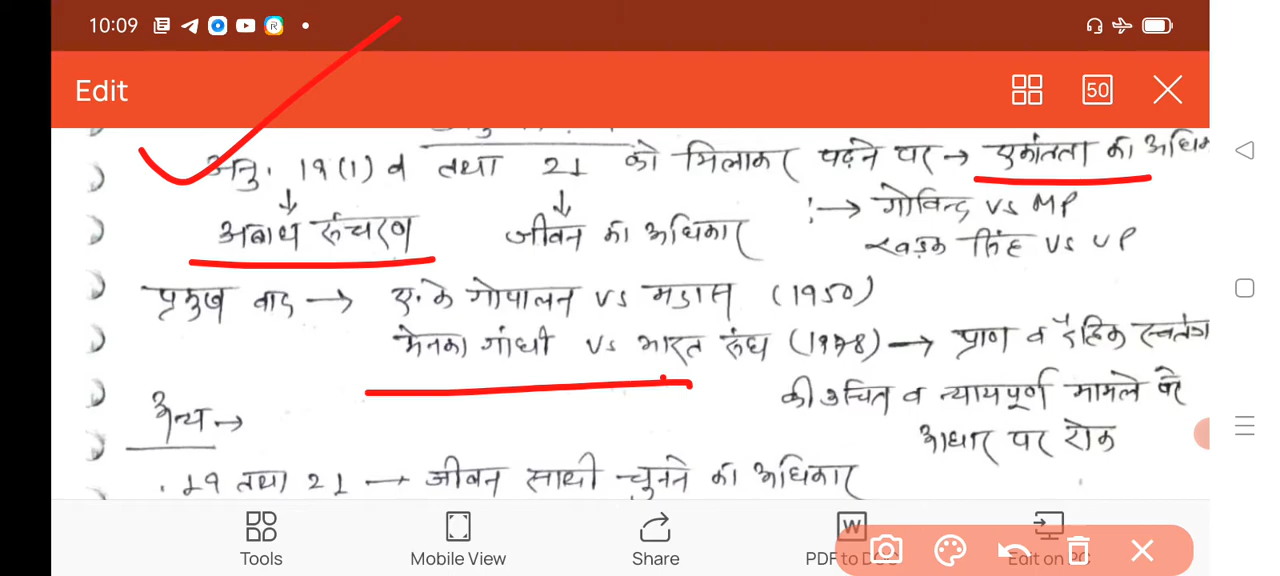 10:09
Edit
50
अनु. 19(1) व तथा 21 को मिलाकर पढ़ने पर → एकांतता का अधि
↓ ↓
अबाध संचरण जीवन का अधिकार
:→ गोविन्द vs MP
खड़क सिंह vs UP
प्रमुख वाद → ए.के गोपालन vs मद्रास (1950)
मेनका गांधी vs भारत संघ (1978) → प्राण व दैहिक स्वतंत्र
की उचित व न्यायपूर्ण मामले के
आधार पर रोक
अन्य →
. 19 तथा 21 → जीवन साथी चुनने का अधिकार
Tools Mobile View Share PDF to DOC Edit on PC